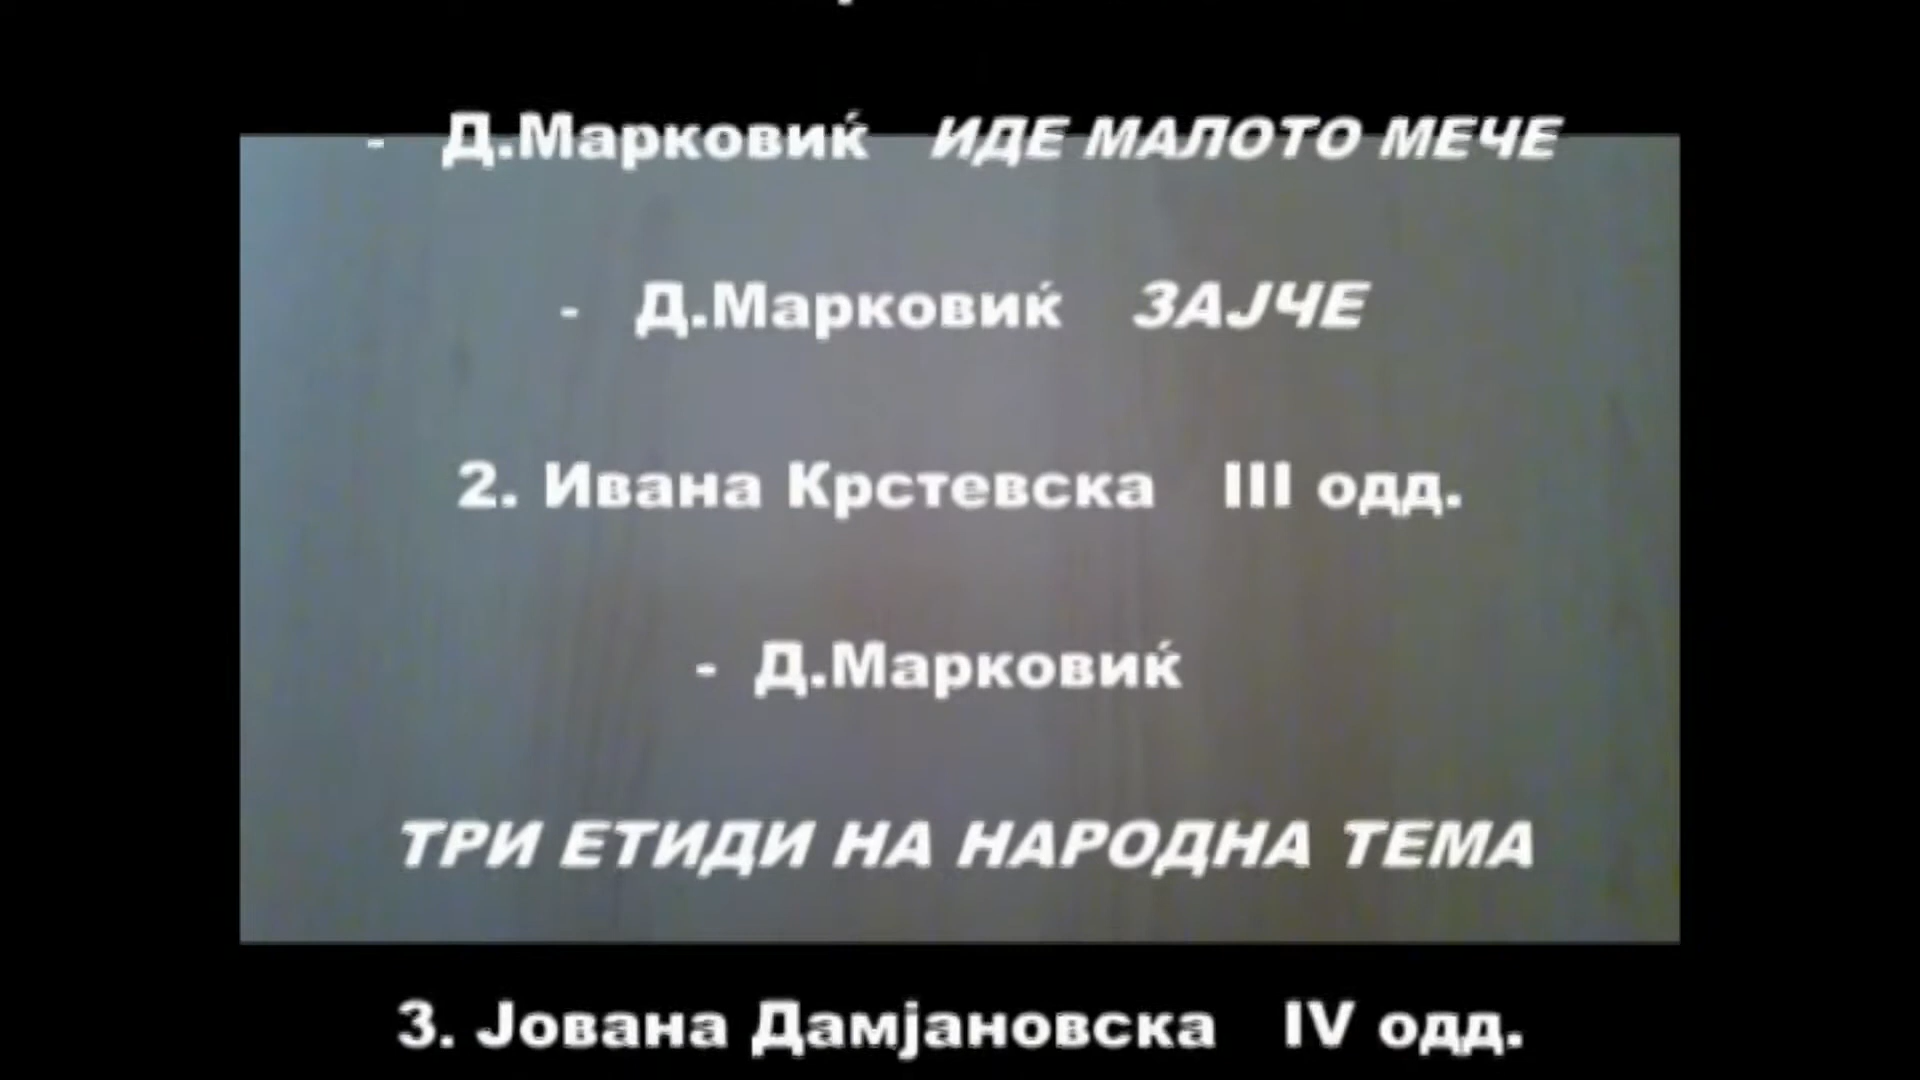 - Д.Марковиќ ИДЕ МАЛОТО МЕЧЕ
- Д.Марковиќ ЗАЈЧЕ
2. Ивана Крстевска III одд.
- Д.Марковиќ
ТРИ ЕТИДИ НА НАРОДНА ТЕМА
3. Јована Дамјановска IV одд.